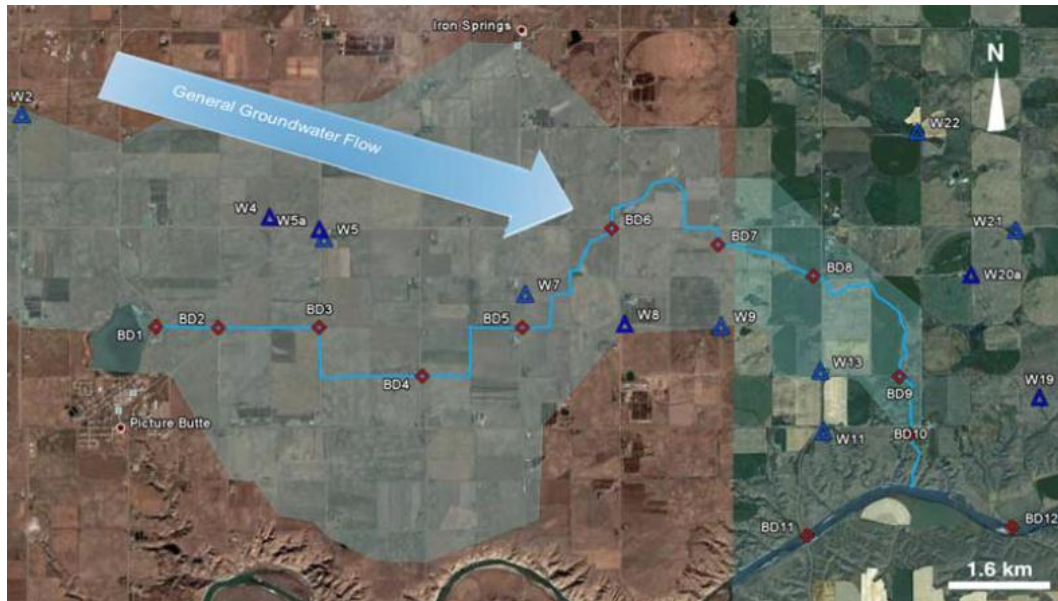 Iron Springs
N
W2
General Groundwater Flow
W22
W4
W5a
W5
BD6
W21
BD7
BD8
W20a
W7
BD1
BD2
BD3
BD5
W8
W9
BD4
W13
BD9
W19
Picture Butte
W11
BD10
BD11
BD12
1.6 km